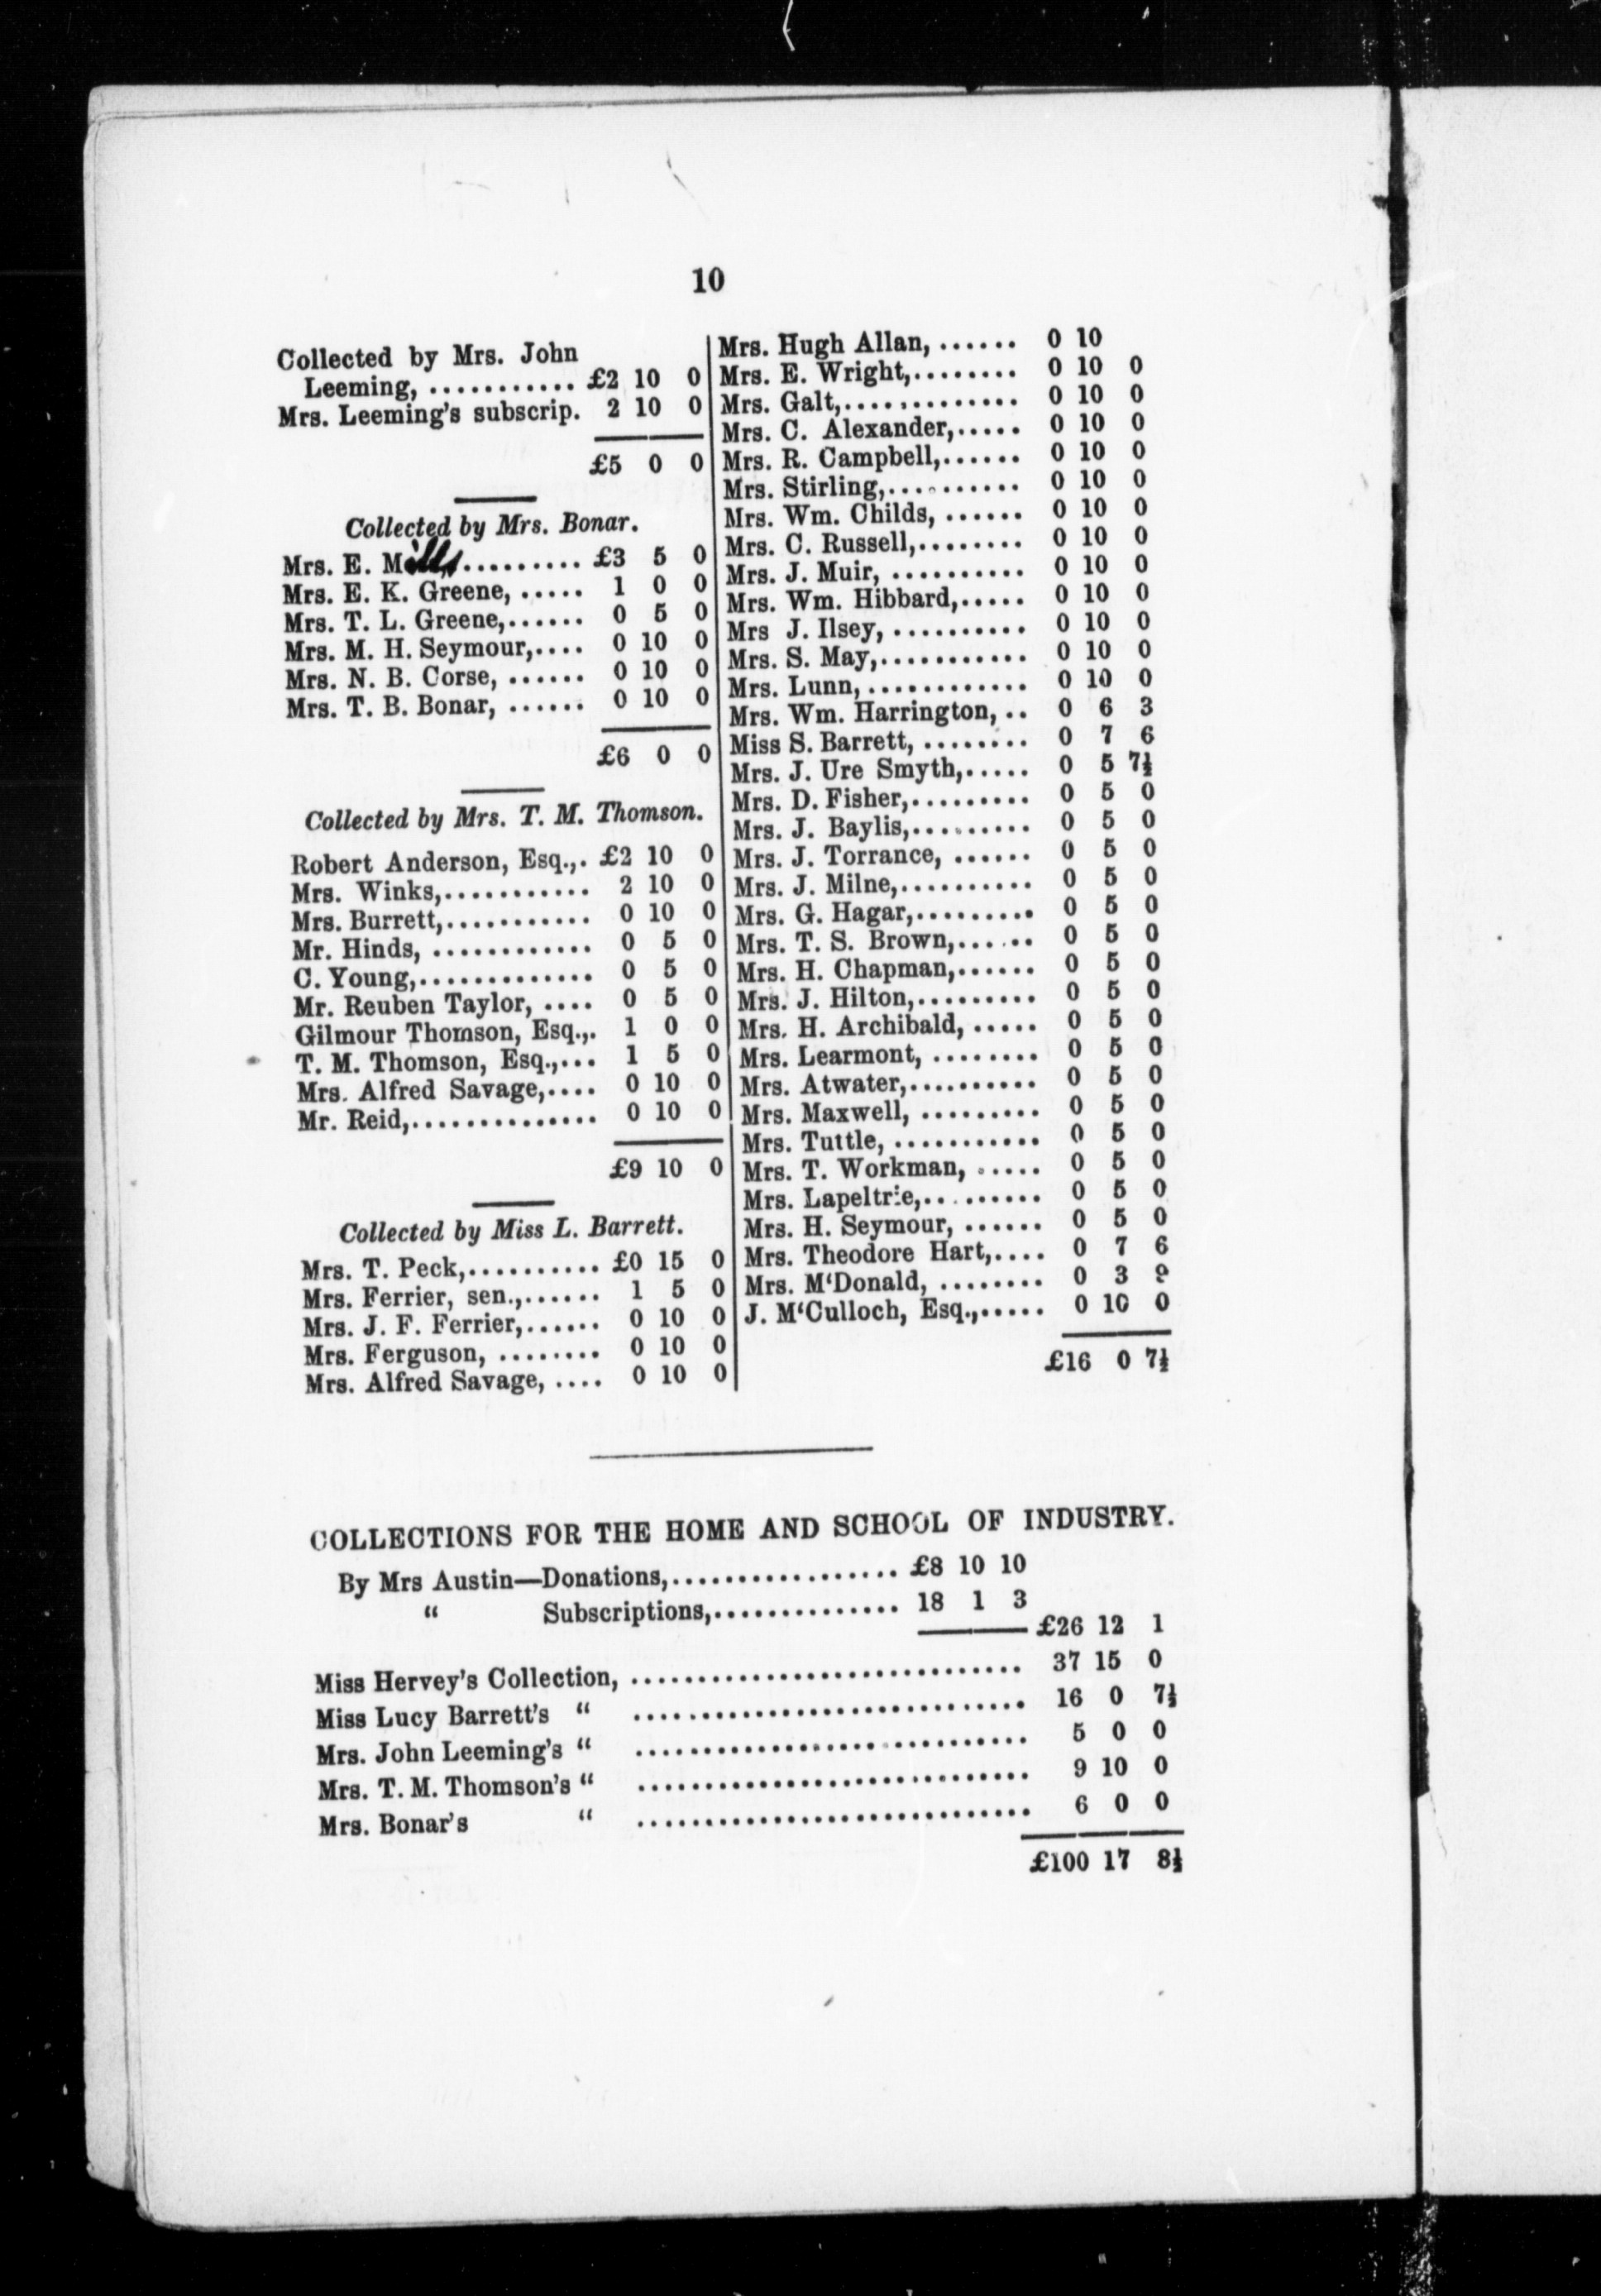 10
Collected by Mrs. John
Leeming, ........... £2 10 0
Mrs. Leeming's subscrip. 2 10 0
£5 0 0
Collected by Mrs. Bonar.
Mrs. E. Mills.......... £3 5 0
Mrs. E. K. Greene, ..... 1 0 0
Mrs. T. L. Greene,...... 0 5 0
Mrs. M. H. Seymour,.... 0 10 0
Mrs. N. B. Corse, ...... 0 10 0
Mrs. T. B. Bonar, ...... 0 10 0
£6 0 0
Collected by Mrs. T. M. Thomson.
Robert Anderson, Esq.,. £2 10 0
Mrs. Winks,........... 2 10 0
Mrs. Burrett,........... 0 10 0
Mr. Hinds, ............ 0 5 0
C. Young,............. 0 5 0
Mr. Reuben Taylor, .... 0 5 0
Gilmour Thomson, Esq.,. 1 0 0
T. M. Thomson, Esq.,... 1 5 0
Mrs. Alfred Savage,.... 0 10 0
Mr. Reid,.............. 0 10 0
£9 10 0
Collected by Miss L. Barrett.
Mrs. T. Peck,.......... £0 15 0
Mrs. Ferrier, sen.,...... 1 5 0
Mrs. J. F. Ferrier,...... 0 10 0
Mrs. Ferguson, ........ 0 10 0
Mrs. Alfred Savage, .... 0 10 0
Mrs. Hugh Allan, ...... 0 10
Mrs. E. Wright,........ 0 10 0
Mrs. Galt,............. 0 10 0
Mrs. C. Alexander,..... 0 10 0
Mrs. R. Campbell,...... 0 10 0
Mrs. Stirling,.......... 0 10 0
Mrs. Wm. Childs, ...... 0 10 0
Mrs. C. Russell,........ 0 10 0
Mrs. J. Muir, .......... 0 10 0
Mrs. Wm. Hibbard,..... 0 10 0
Mrs J. Ilsey, .......... 0 10 0
Mrs. S. May,........... 0 10 0
Mrs. Lunn, ............ 0 10 0
Mrs. Wm. Harrington, .. 0 6 3
Miss S. Barrett, ........ 0 7 6
Mrs. J. Ure Smyth,..... 0 5 7½
Mrs. D. Fisher,......... 0 5 0
Mrs. J. Baylis,......... 0 5 0
Mrs. J. Torrance, ...... 0 5 0
Mrs. J. Milne,.......... 0 5 0
Mrs. G. Hagar,......... 0 5 0
Mrs. T. S. Brown,...... 0 5 0
Mrs. H. Chapman,...... 0 5 0
Mrs. J. Hilton,......... 0 5 0
Mrs. H. Archibald, ..... 0 5 0
Mrs. Learmont, ........ 0 5 0
Mrs. Atwater,.......... 0 5 0
Mrs. Maxwell, ......... 0 5 0
Mrs. Tuttle, ........... 0 5 0
Mrs. T. Workman, ..... 0 5 0
Mrs. Lapeltrie,......... 0 5 0
Mrs. H. Seymour, ...... 0 5 0
Mrs. Theodore Hart,.... 0 7 6
Mrs. M'Donald, ........ 0 3 9
J. M'Culloch, Esq.,..... 0 10 0
£16 0 7½
COLLECTIONS FOR THE HOME AND SCHOOL OF INDUSTRY.
By Mrs Austin—Donations,................. £8 10 10
" Subscriptions,.............. 18 1 3
£26 12 1
Miss Hervey's Collection, ............................. 37 15 0
Miss Lucy Barrett's " ............................. 16 0 7½
Mrs. John Leeming's " ............................. 5 0 0
Mrs. T. M. Thomson's " ............................. 9 10 0
Mrs. Bonar's " ............................. 6 0 0
£100 17 8½